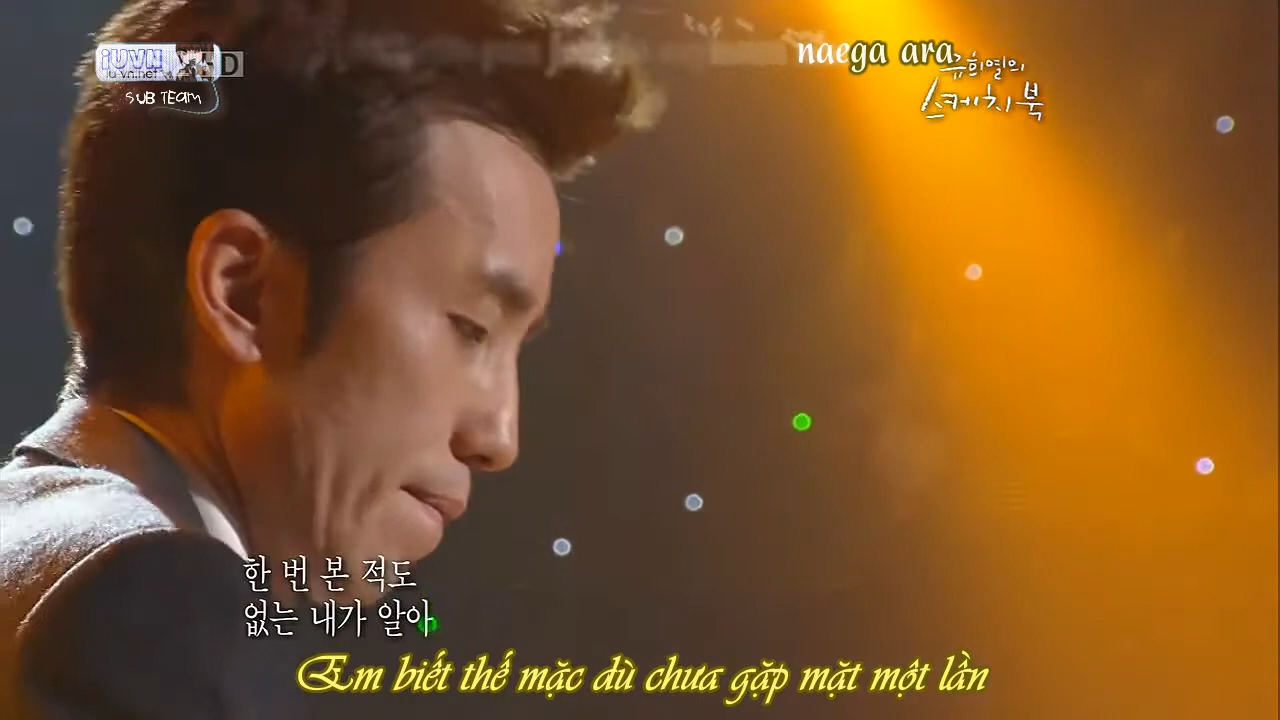 iUVN
iu-vn.net
SUB TEAM
naega ara
유희열의
스케치북
한 번 본 적도
없는 내가 알아
Em biết thế mặc dù chưa gặp mặt một lần